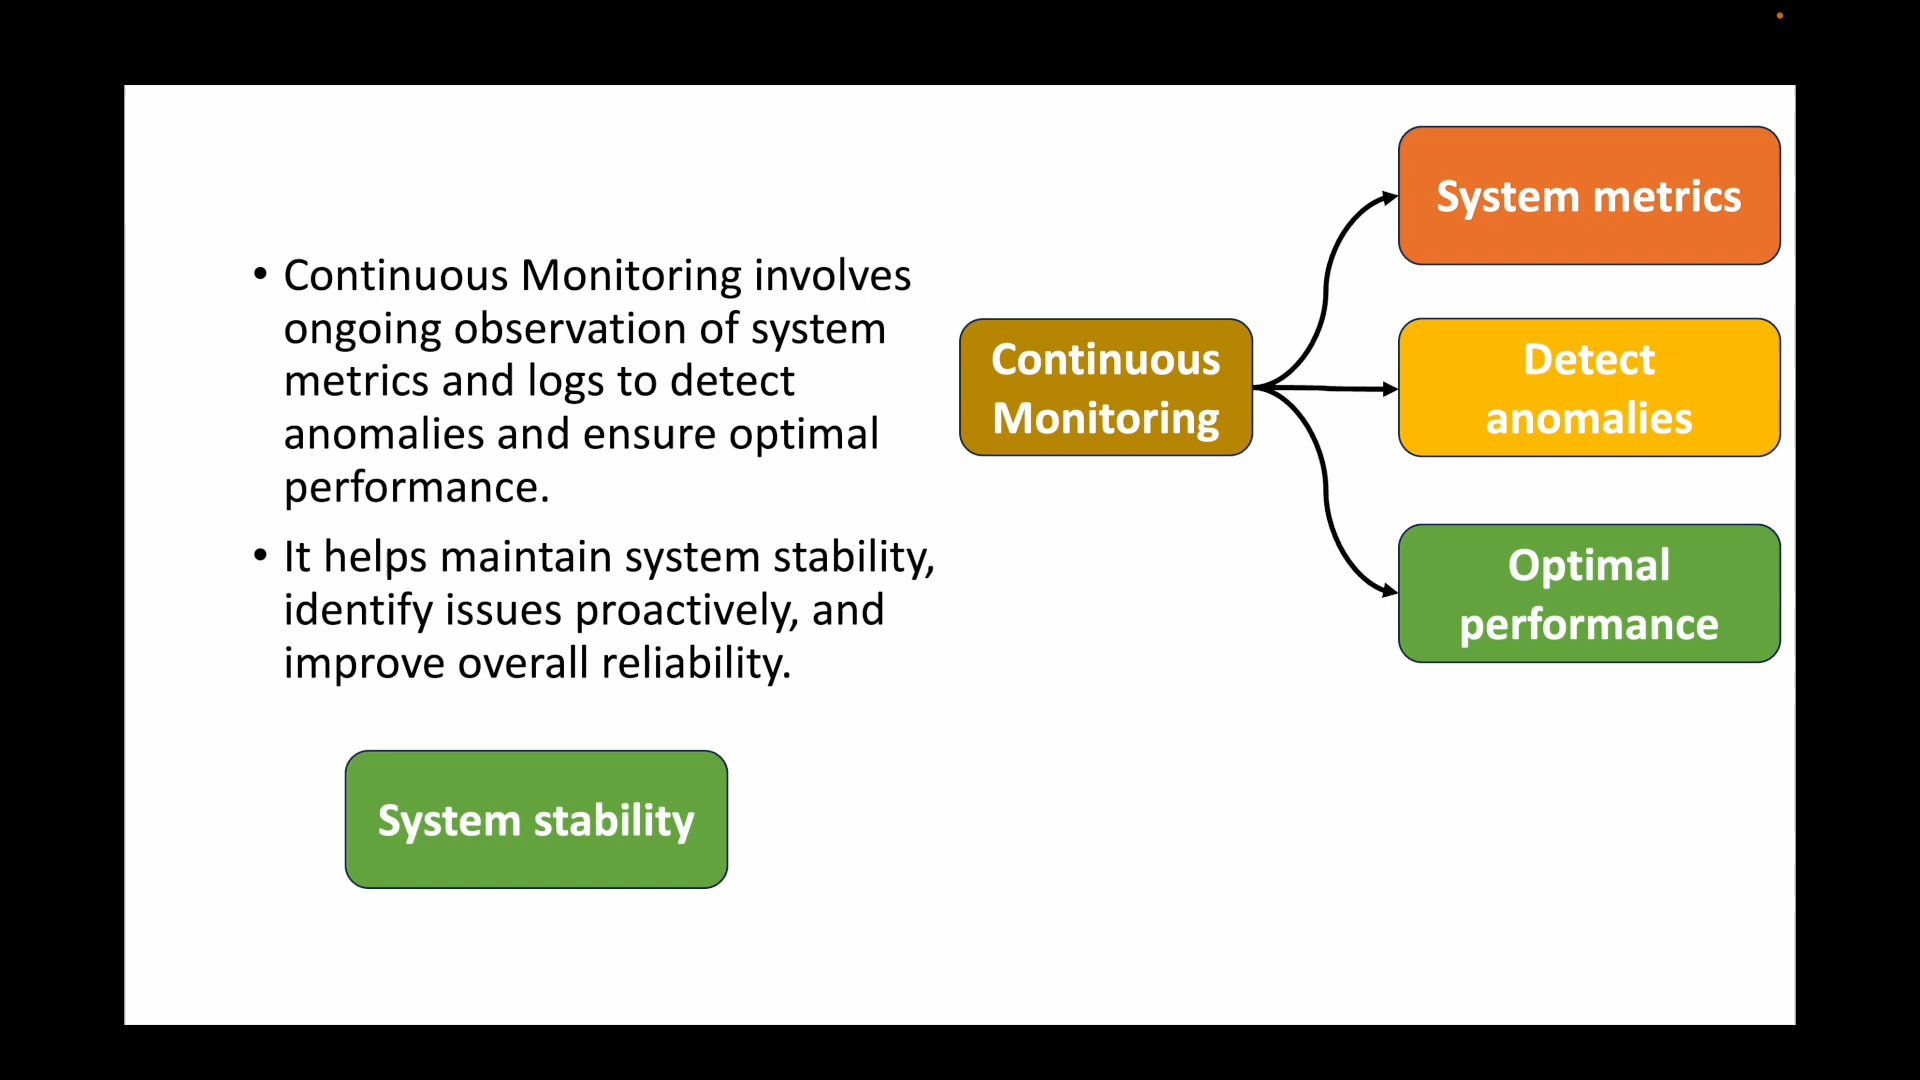 • Continuous Monitoring involves
ongoing observation of system
metrics and logs to detect
anomalies and ensure optimal
performance.
• It helps maintain system stability,
identify issues proactively, and
improve overall reliability.
System stability
Continuous
Monitoring
System metrics
Detect
anomalies
Optimal
performance